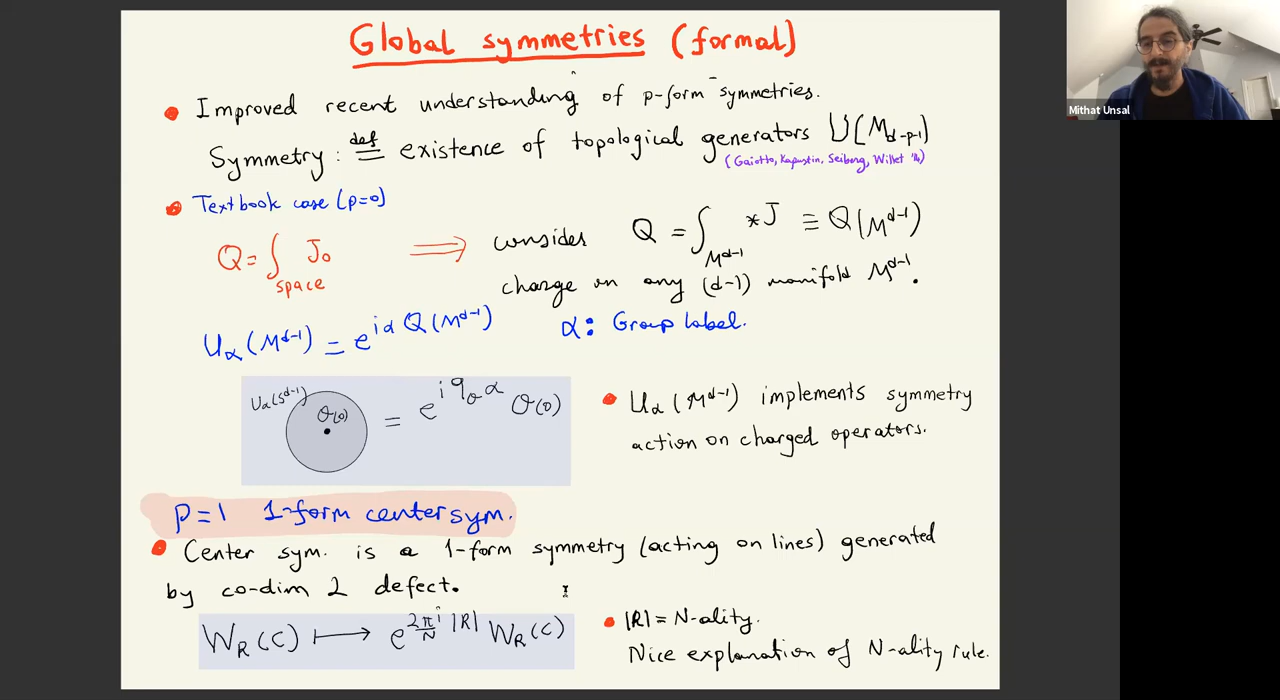 Global symmetries (formal)
• Improved recent understanding of p-form symmetries.
Symmetry : ≝ existence of topological generators U(M_{d-p-1})
(Gaiotto, Kapustin, Seiberg, Willet '14)
• Textbook case (p=0)
Q = ∫_{space} J₀ ⟹ consider Q = ∫_{M^{d-1}} *J ≡ Q(M^{d-1})
charge on any (d-1) manifold M^{d-1}.
U_α(M^{d-1}) = e^{iα Q(M^{d-1})} α: Group label.
U_α(S^{d-1}) O(0) = e^{i q_O α} O(0)
• U_α(M^{d-1}) implements symmetry
action on charged operators.
p=1 1-form center sym.
• Center sym. is a 1-form symmetry (acting on lines) generated
by co-dim 2 defect.
W_R(C) ⟼ e^{2πi/N |R|} W_R(C)
• |R| = N-ality.
Nice explanation of N-ality rule.
Mithat Unsal